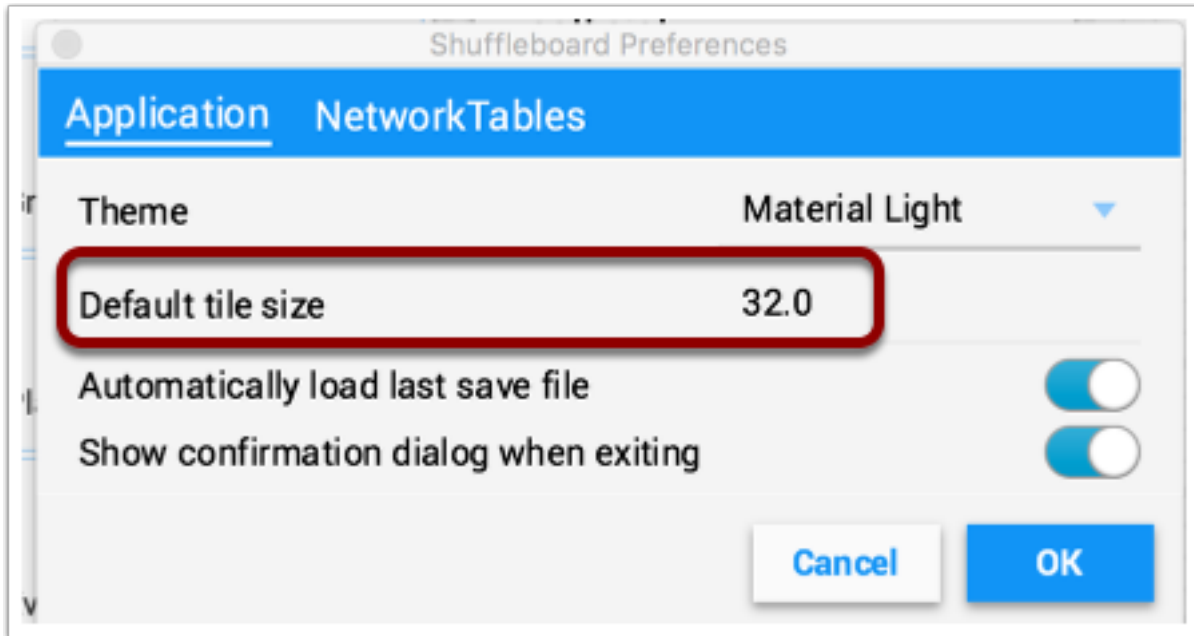 Shuffleboard Preferences
Application NetworkTables
Theme Material Light
Default tile size 32.0
Automatically load last save file
Show confirmation dialog when exiting
Cancel OK